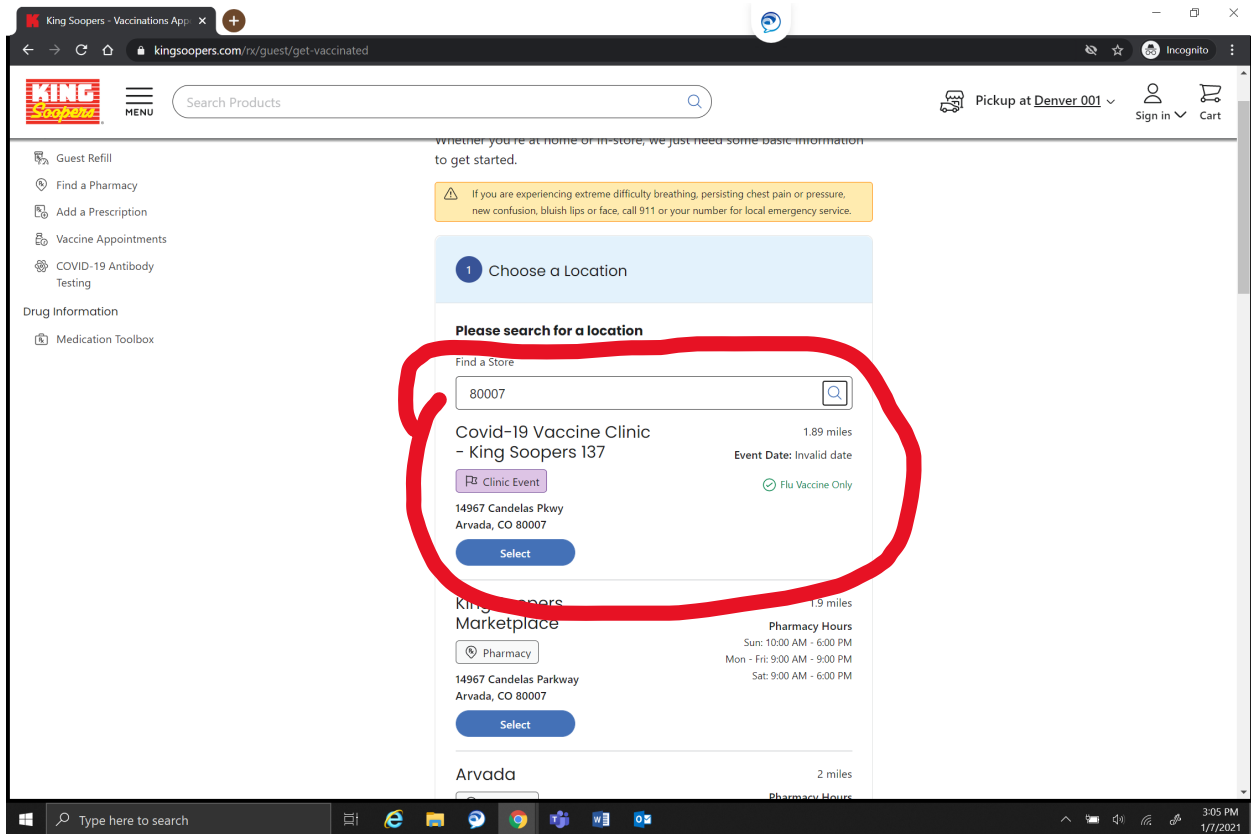 King Soopers - Vaccinations App
kingsoopers.com/rx/guest/get-vaccinated
Incognito
KING
Soopers
MENU
Search Products
Pickup at Denver 001
Sign in
Cart
Guest Refill
Find a Pharmacy
Add a Prescription
Vaccine Appointments
COVID-19 Antibody
Testing
Drug Information
Medication Toolbox
Whether you're at home or in-store, we just need some basic information
to get started.
If you are experiencing extreme difficulty breathing, persisting chest pain or pressure,
new confusion, bluish lips or face, call 911 or your number for local emergency service.
1 Choose a Location
Please search for a location
Find a Store
80007
Covid-19 Vaccine Clinic
- King Soopers 137
1.89 miles
Event Date: Invalid date
Clinic Event
Flu Vaccine Only
14967 Candelas Pkwy
Arvada, CO 80007
Select
King Soopers
Marketplace
1.9 miles
Pharmacy Hours
Sun: 10:00 AM - 6:00 PM
Mon - Fri: 9:00 AM - 9:00 PM
Sat: 9:00 AM - 6:00 PM
Pharmacy
14967 Candelas Parkway
Arvada, CO 80007
Select
Arvada
2 miles
Pharmacy Hours
Type here to search
3:05 PM
1/7/2021